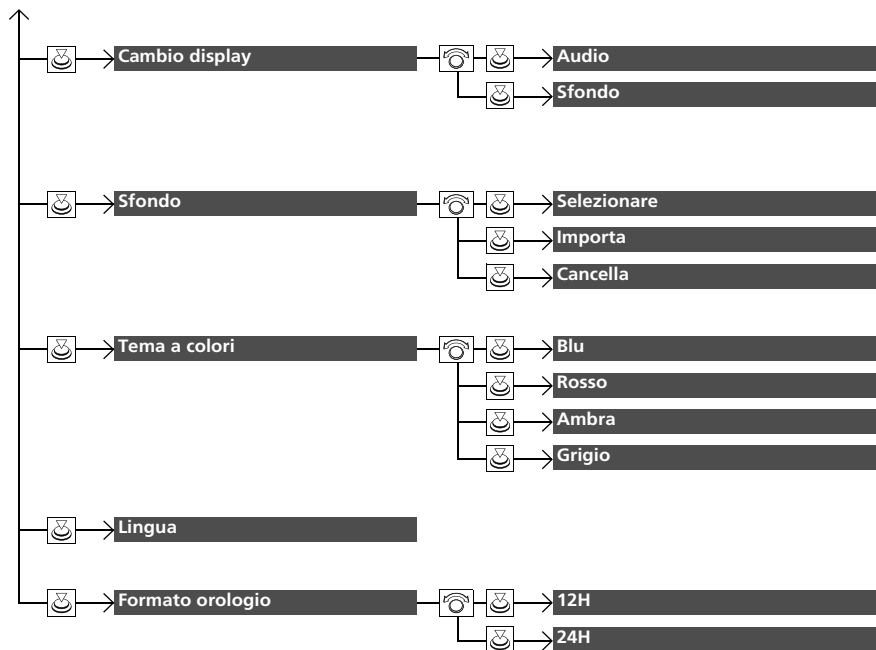 Cambio display
Audio
Sfondo
Sfondo
Selezionare
Importa
Cancella
Tema a colori
Blu
Rosso
Ambra
Grigio
Lingua
Formato orologio
12H
24H